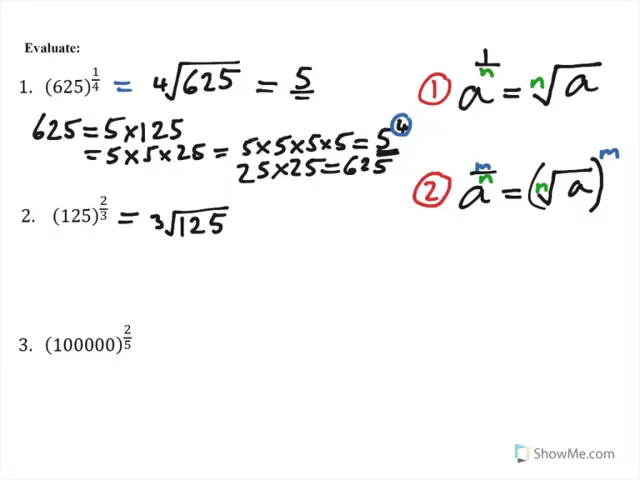 Evaluate:
1. (625)^(1/4) = ⁴√625 = 5
625 = 5×125
= 5×5×25 = 5×5×5×5 = 5^4
25×25=625
2. (125)^(2/3) = ³√125
3. (100000)^(2/5)
① a^(1/n) = ⁿ√a
② a^(m/n) = (ⁿ√a)^m
ShowMe.com